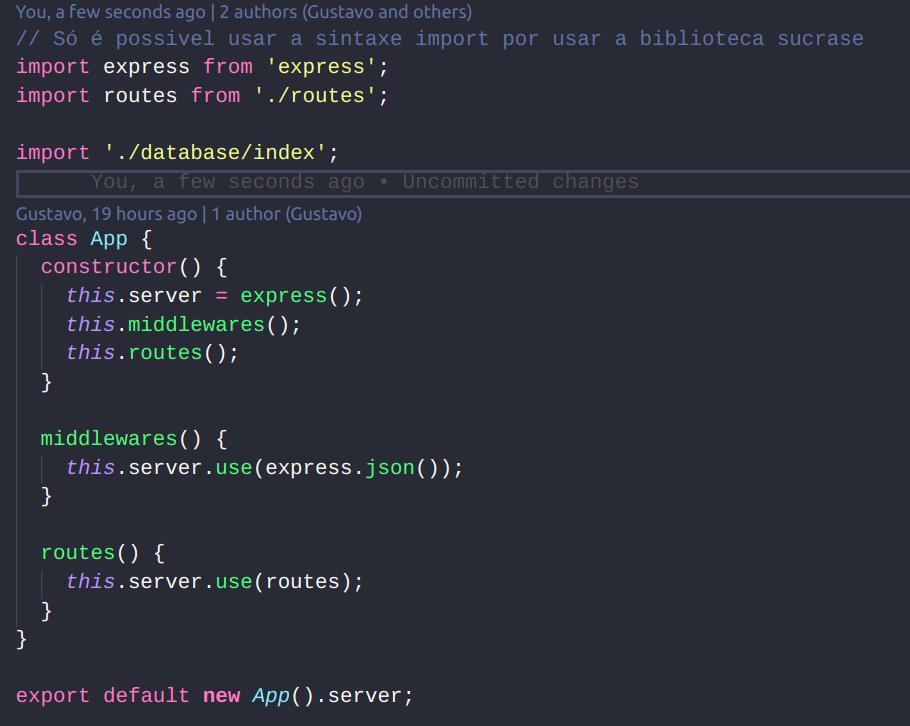 You, a few seconds ago | 2 authors (Gustavo and others)
// Só é possivel usar a sintaxe import por usar a biblioteca sucrase
import express from 'express';
import routes from './routes';

import './database/index';
You, a few seconds ago • Uncommitted changes
Gustavo, 19 hours ago | 1 author (Gustavo)
class App {
  constructor() {
    this.server = express();
    this.middlewares();
    this.routes();
  }

  middlewares() {
    this.server.use(express.json());
  }

  routes() {
    this.server.use(routes);
  }
}

export default new App().server;